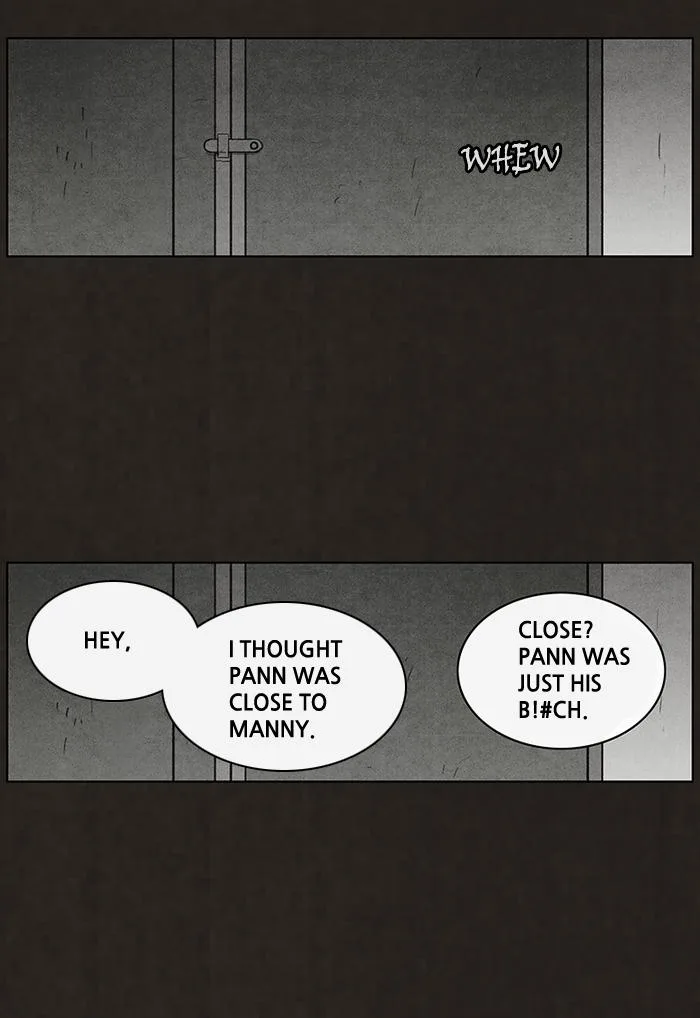 WHEW
HEY,
I THOUGHT
PANN WAS
CLOSE TO
MANNY.
CLOSE?
PANN WAS
JUST HIS
B!#CH.